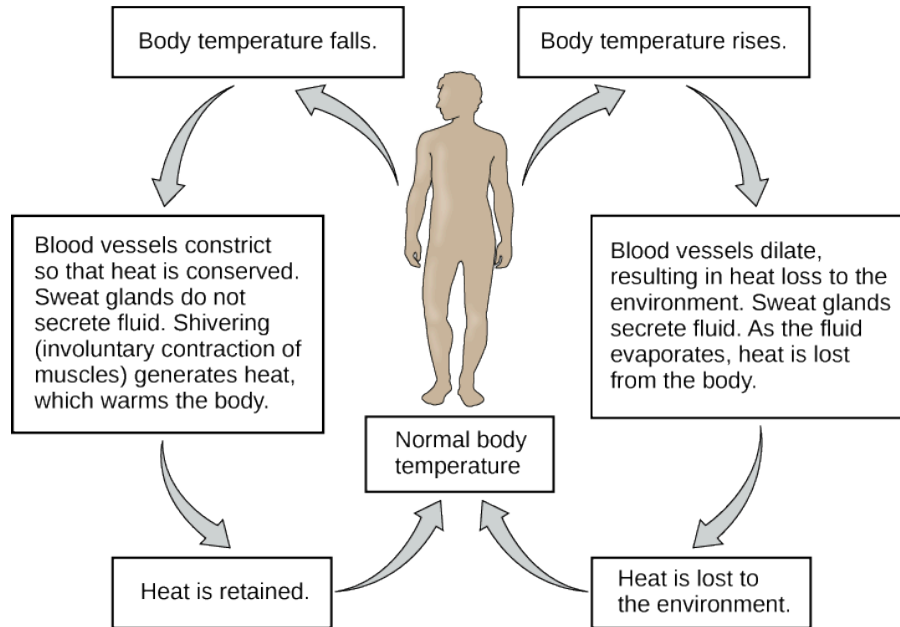 Body temperature falls.
Body temperature rises.
Blood vessels constrict
so that heat is conserved.
Sweat glands do not
secrete fluid. Shivering
(involuntary contraction of
muscles) generates heat,
which warms the body.
Blood vessels dilate,
resulting in heat loss to the
environment. Sweat glands
secrete fluid. As the fluid
evaporates, heat is lost
from the body.
Normal body
temperature
Heat is retained.
Heat is lost to
the environment.